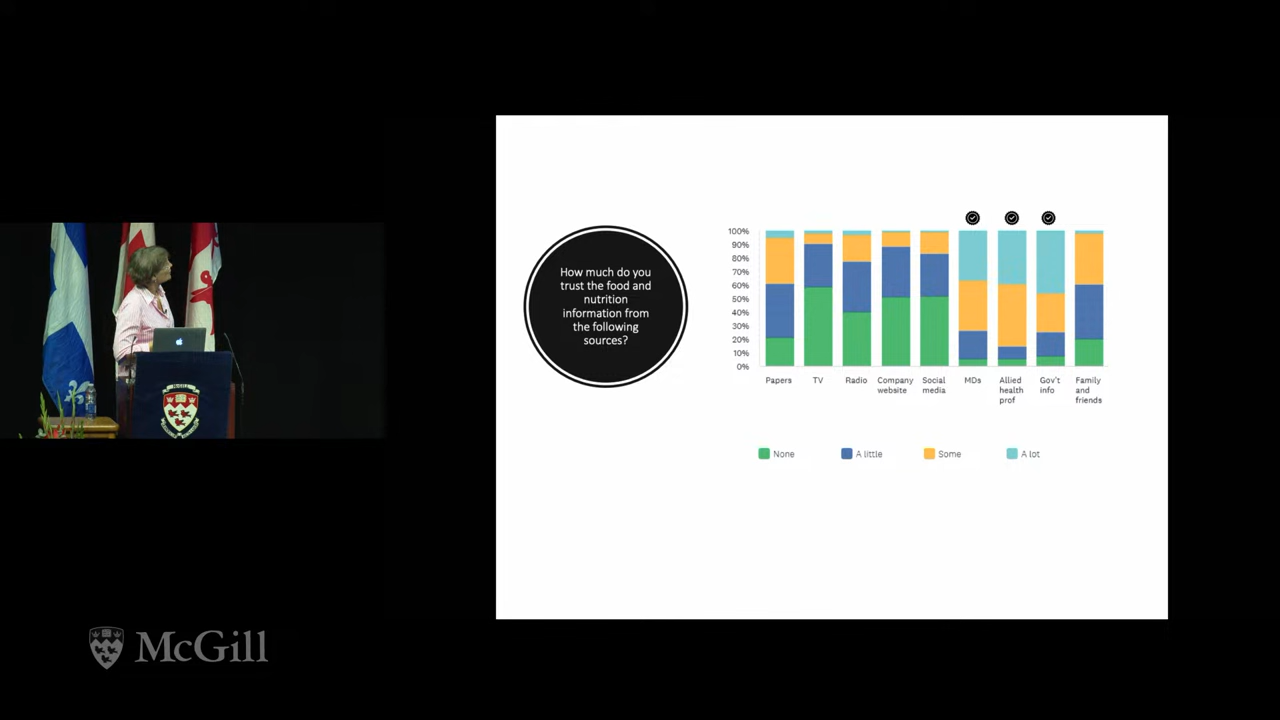 How much do you
trust the food and
nutrition
information from
the following
sources?
100%
90%
80%
70%
60%
50%
40%
30%
20%
10%
0%
Papers
TV
Radio
Company
website
Social
media
MDs
Allied
health
prof
Gov't
info
Family
and
friends
None
A little
Some
A lot
McGILL
McGill